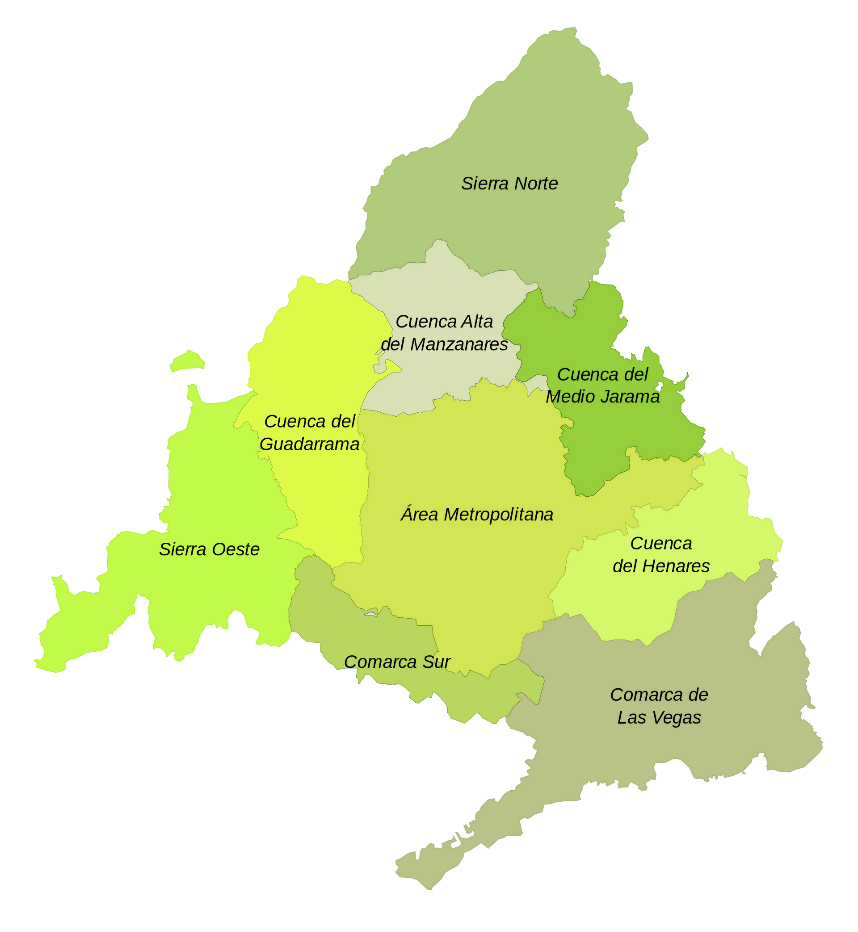 Sierra Norte
Cuenca Alta
del Manzanares
Cuenca del
Medio Jarama
Cuenca del
Guadarrama
Área Metropolitana
Sierra Oeste
Cuenca
del Henares
Comarca Sur
Comarca de
Las Vegas